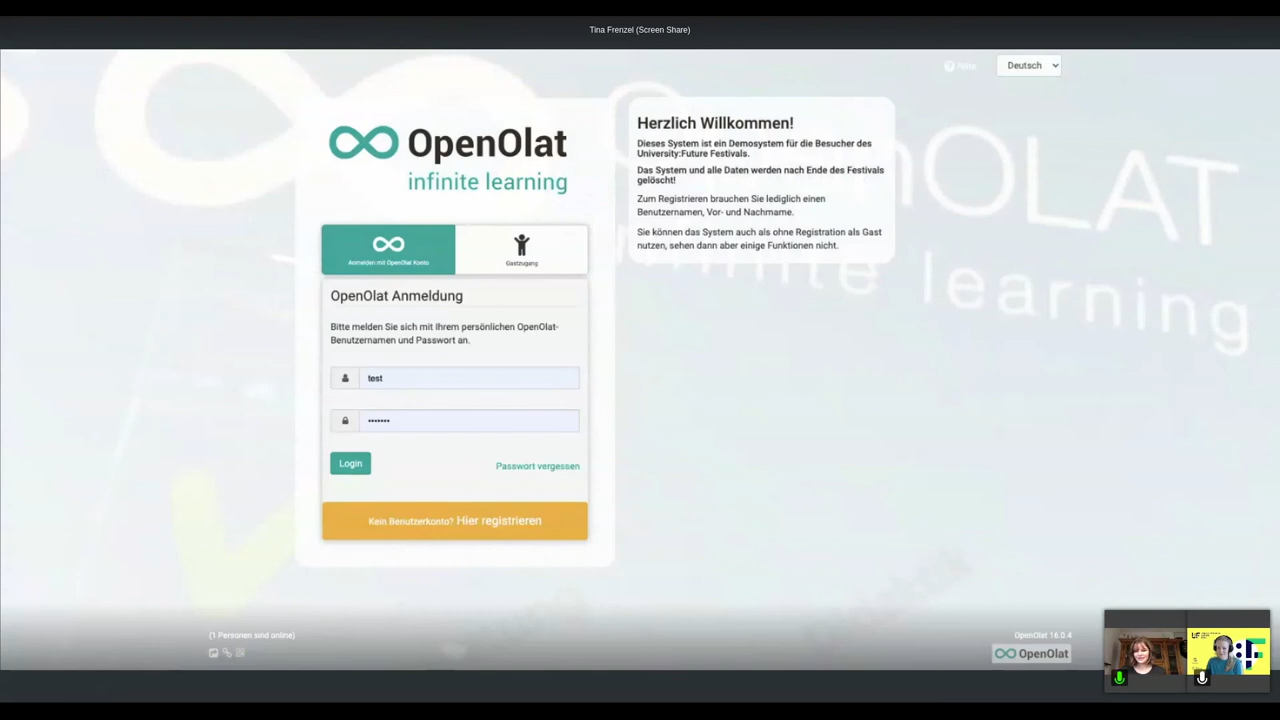 Tina Frenzel (Screen Share)
Hilfe
Deutsch
OpenOlat
infinite learning
Herzlich Willkommen!
Dieses System ist ein Demosystem für die Besucher des
University:Future Festivals.
Das System und alle Daten werden nach Ende des Festivals
gelöscht!
Zum Registrieren brauchen Sie lediglich einen
Benutzernamen, Vor- und Nachmame.
Sie können das System auch als ohne Registration als Gast
nutzen, sehen dann aber einige Funktionen nicht.
OLAT
infinite learning
Anmelden mit OpenOlat Konto
Gastzugang
OpenOlat Anmeldung
Bitte melden Sie sich mit Ihrem persönlichen OpenOlat-
Benutzernamen und Passwort an.
test
•••••••
Login
Passwort vergessen
Kein Benutzerkonto? Hier registrieren
(1 Personen sind online)
OpenOlat 16.0.4
OpenOlat